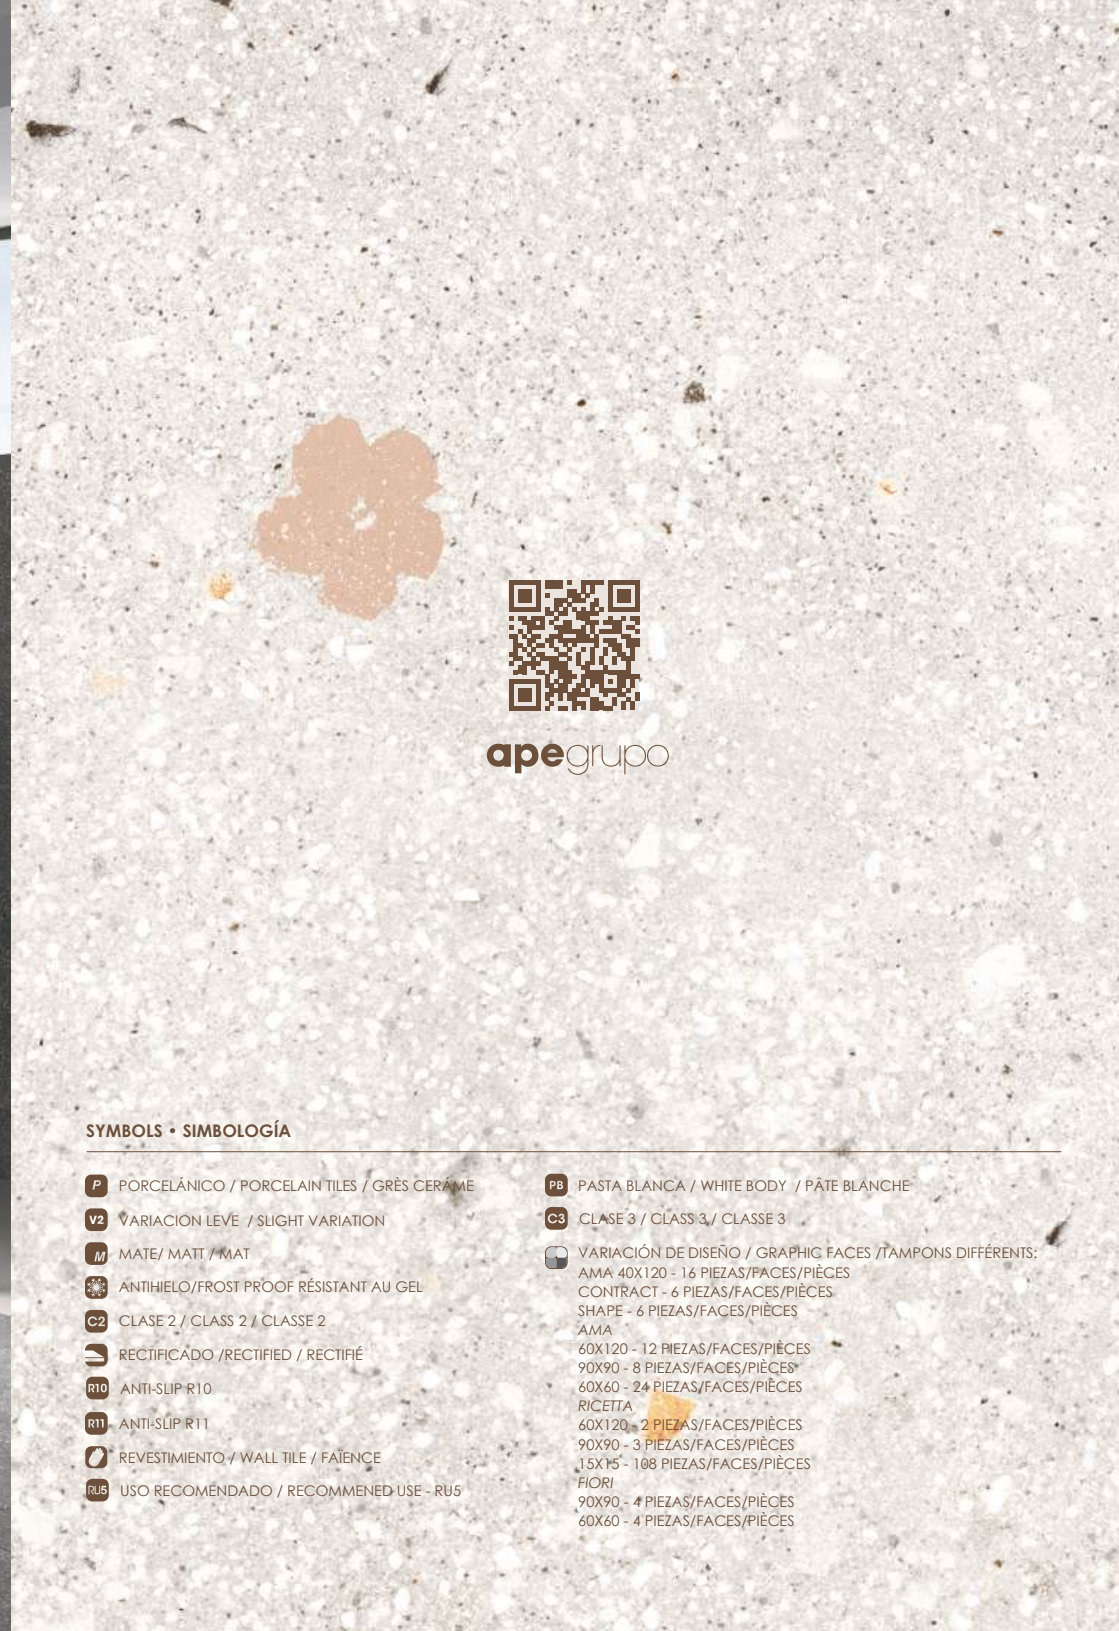 apegrupo
SYMBOLS • SIMBOLOGÍA
P PORCELÁNICO / PORCELAIN TILES / GRÈS CERÁME
V2 VARIACION LEVE / SLIGHT VARIATION
M MATE/ MATT / MAT
ANTIHIELO/FROST PROOF RÉSISTANT AU GEL
C2 CLASE 2 / CLASS 2 / CLASSE 2
RECTIFICADO /RECTIFIED / RECTIFIÉ
R10 ANTI-SLIP R10
R11 ANTI-SLIP R11
REVESTIMIENTO / WALL TILE / FAÏENCE
RU5 USO RECOMENDADO / RECOMMENED USE - RU5
PB PASTA BLANCA / WHITE BODY / PÂTE BLANCHE
C3 CLASE 3 / CLASS 3 / CLASSE 3
VARIACIÓN DE DISEÑO / GRAPHIC FACES /TAMPONS DIFFÉRENTS:
AMA 40X120 - 16 PIEZAS/FACES/PIÈCES
CONTRACT - 6 PIEZAS/FACES/PIÈCES
SHAPE - 6 PIEZAS/FACES/PIÈCES
AMA
60X120 - 12 PIEZAS/FACES/PIÈCES
90X90 - 8 PIEZAS/FACES/PIÈCES
60X60 - 24 PIEZAS/FACES/PIÈCES
RICETTA
60X120 - 2 PIEZAS/FACES/PIÈCES
90X90 - 3 PIEZAS/FACES/PIÈCES
15X15 - 108 PIEZAS/FACES/PIÈCES
FIORI
90X90 - 4 PIEZAS/FACES/PIÈCES
60X60 - 4 PIEZAS/FACES/PIÈCES